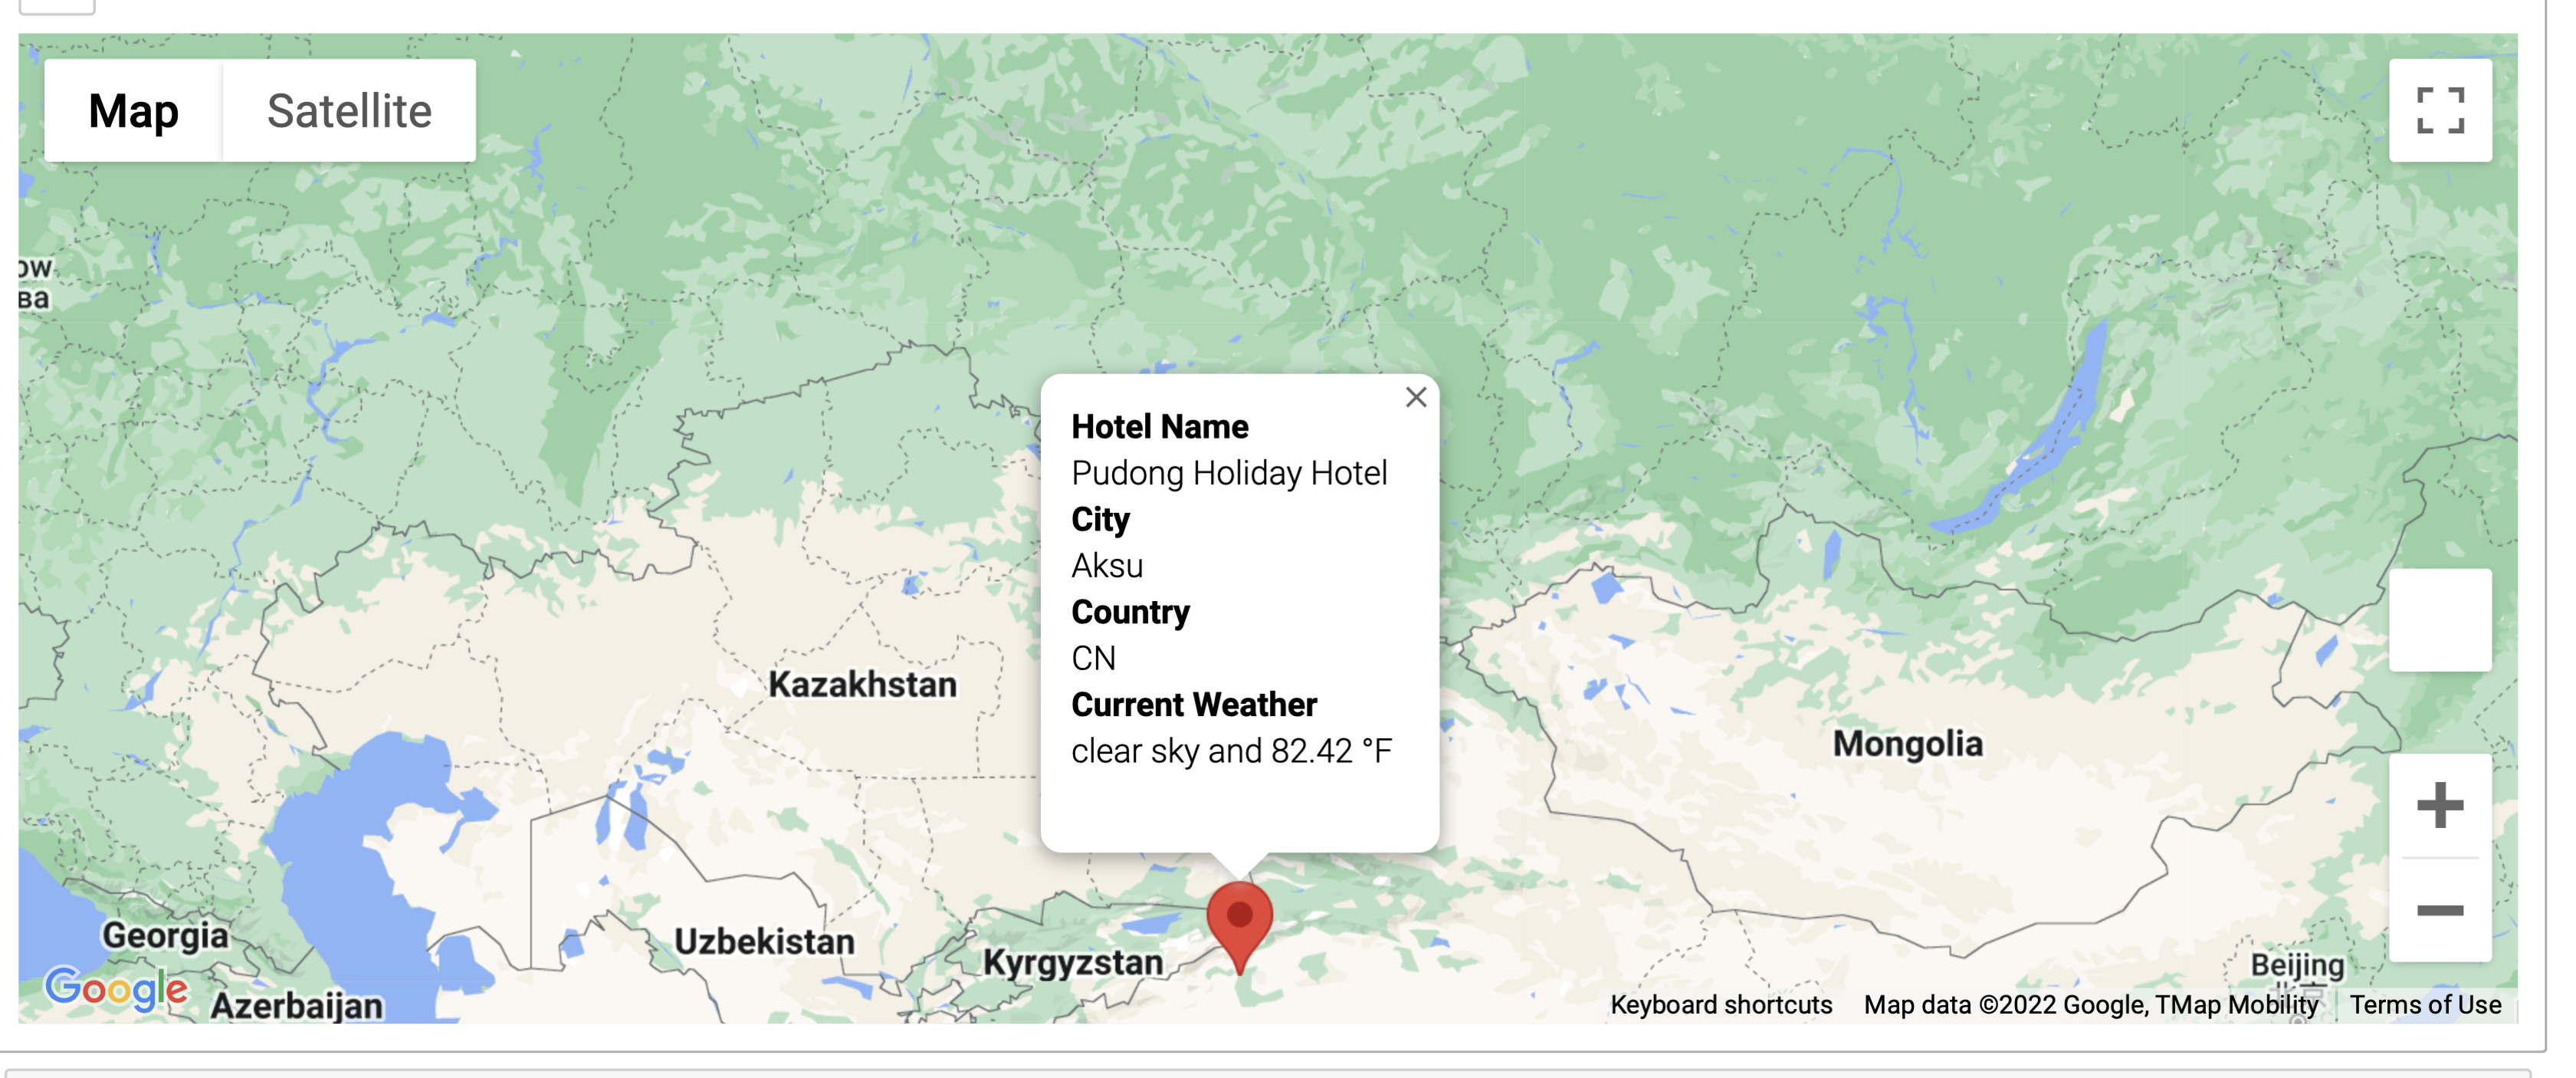 Map
Satellite
ow
ва
Hotel Name
Pudong Holiday Hotel
City
Aksu
Country
CN
Current Weather
clear sky and 82.42 °F
Kazakhstan
Mongolia
Georgia
Uzbekistan
Kyrgyzstan
Beijing
Google
Azerbaijan
Keyboard shortcuts
Map data ©2022 Google, TMap Mobility
Terms of Use